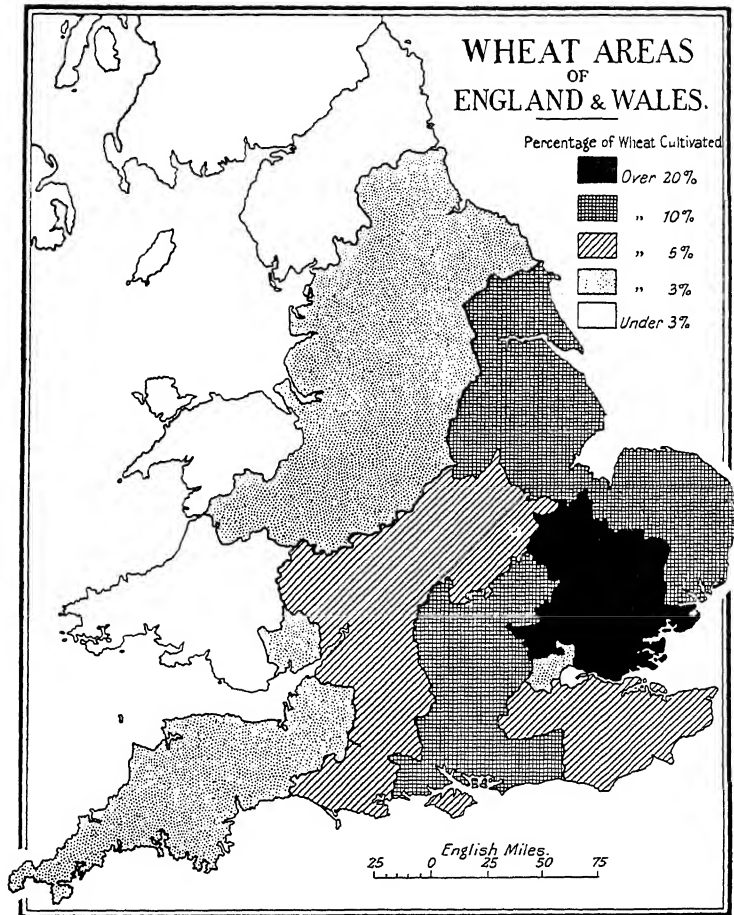 WHEAT AREAS
OF
ENGLAND & WALES.
Percentage of Wheat Cultivated
Over 20%
„ 10%
„ 5%
„ 3%
Under 3%
English Miles.
25 0 25 50 75